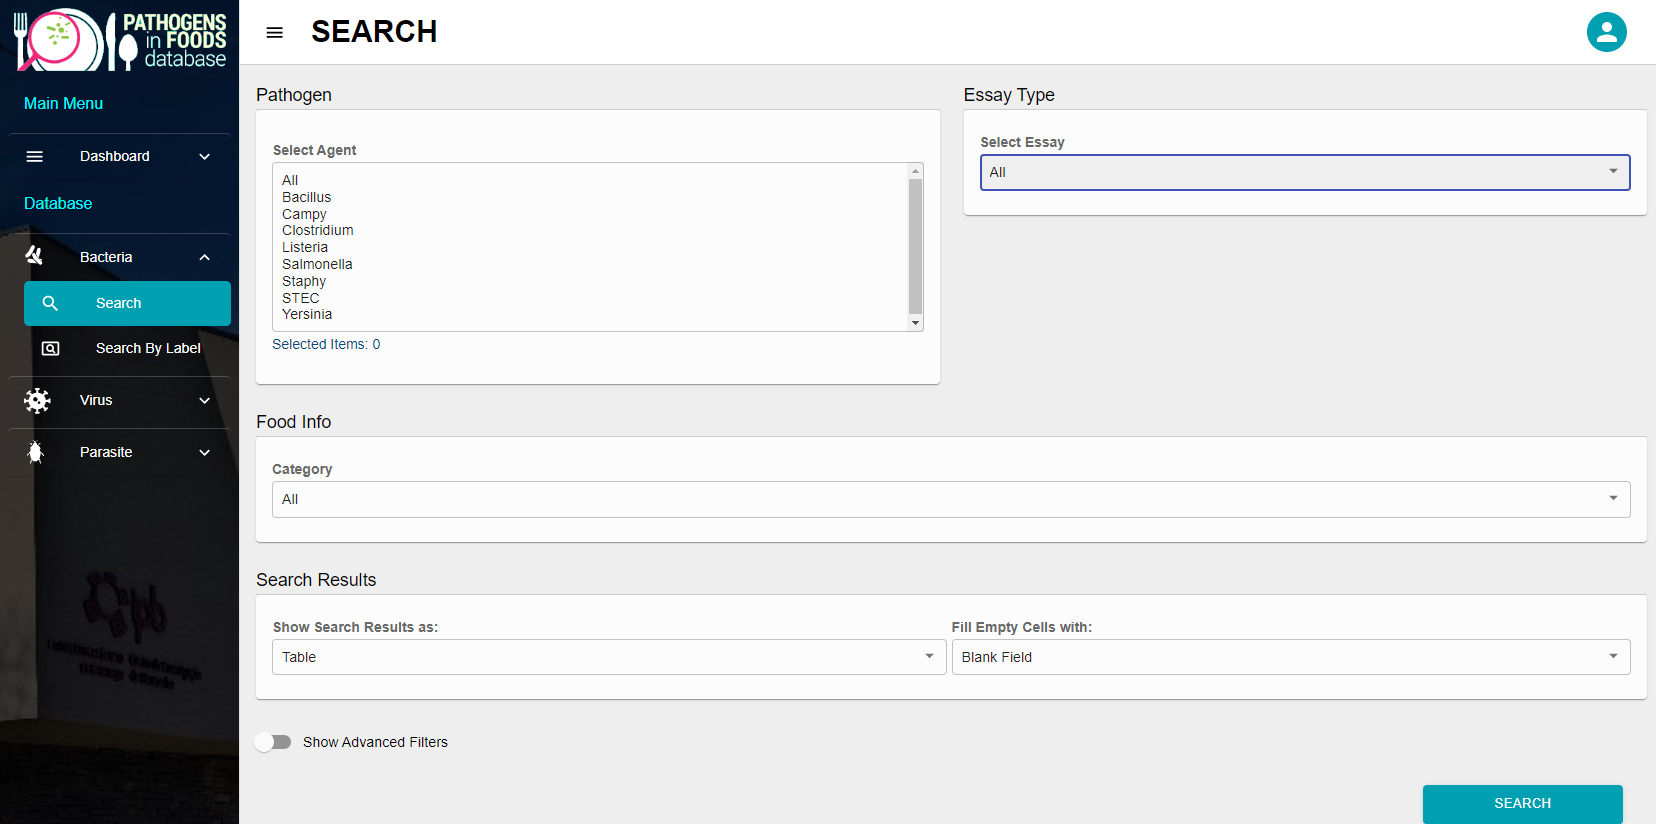 PATHOGENS
in FOODS
database
SEARCH
Main Menu
Dashboard
Database
Bacteria
Search
Search By Label
Virus
Parasite
Pathogen
Select Agent
All
Bacillus
Campy
Clostridium
Listeria
Salmonella
Staphy
STEC
Yersinia
Selected Items: 0
Essay Type
Select Essay
All
Food Info
Category
All
Search Results
Show Search Results as:
Table
Fill Empty Cells with:
Blank Field
Show Advanced Filters
SEARCH
ipb